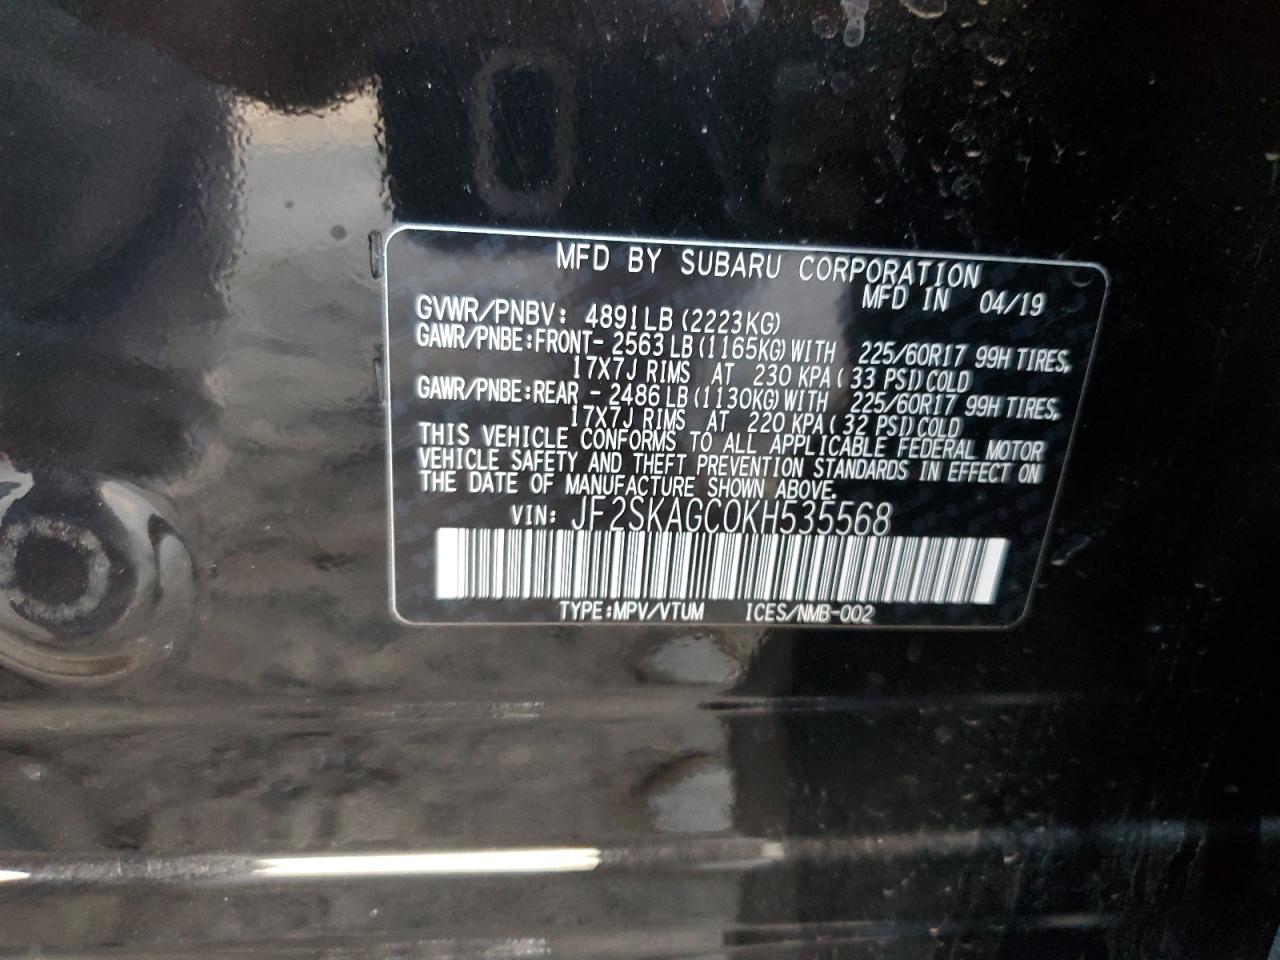 MFD BY SUBARU CORPORATION
MFD IN 04/19
GVWR/PNBV: 4891LB (2223KG)
GAWR/PNBE:FRONT- 2563 LB (1165KG) WITH 225/60R17 99H TIRES,
17X7J RIMS AT 230 KPA ( 33 PSI) COLD
GAWR/PNBE:REAR - 2486 LB (1130KG) WITH 225/60R17 99H TIRES,
17X7J RIMS AT 220 KPA ( 32 PSI) COLD
THIS VEHICLE CONFORMS TO ALL APPLICABLE FEDERAL MOTOR
VEHICLE SAFETY AND THEFT PREVENTION STANDARDS IN EFFECT ON
THE DATE OF MANUFACTURE SHOWN ABOVE.
VIN: JF2SKAGC0KH535568
TYPE:MPV/VTUM ICES/NMB-002